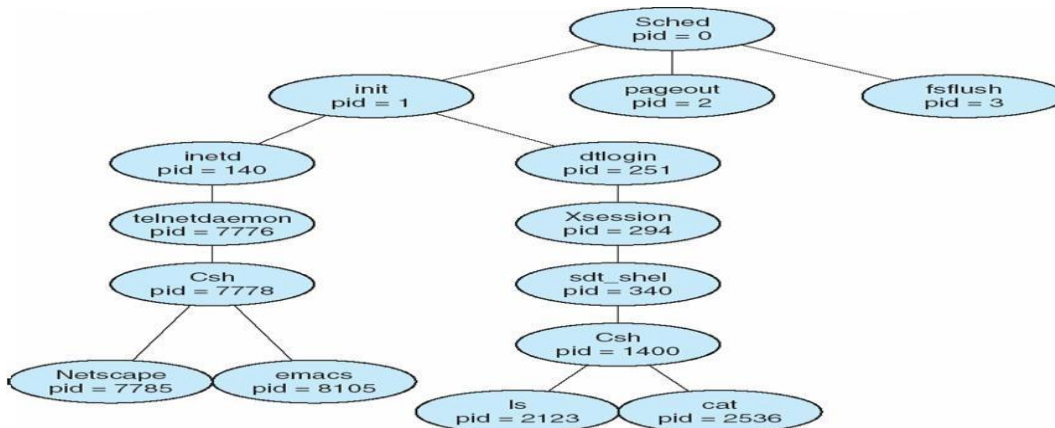 Sched
pid = 0
init
pid = 1
pageout
pid = 2
fsflush
pid = 3
inetd
pid = 140
dtlogin
pid = 251
telnetdaemon
pid = 7776
Xsession
pid = 294
Csh
pid = 7778
sdt_shel
pid = 340
Csh
pid = 1400
Netscape
pid = 7785
emacs
pid = 8105
ls
pid = 2123
cat
pid = 2536